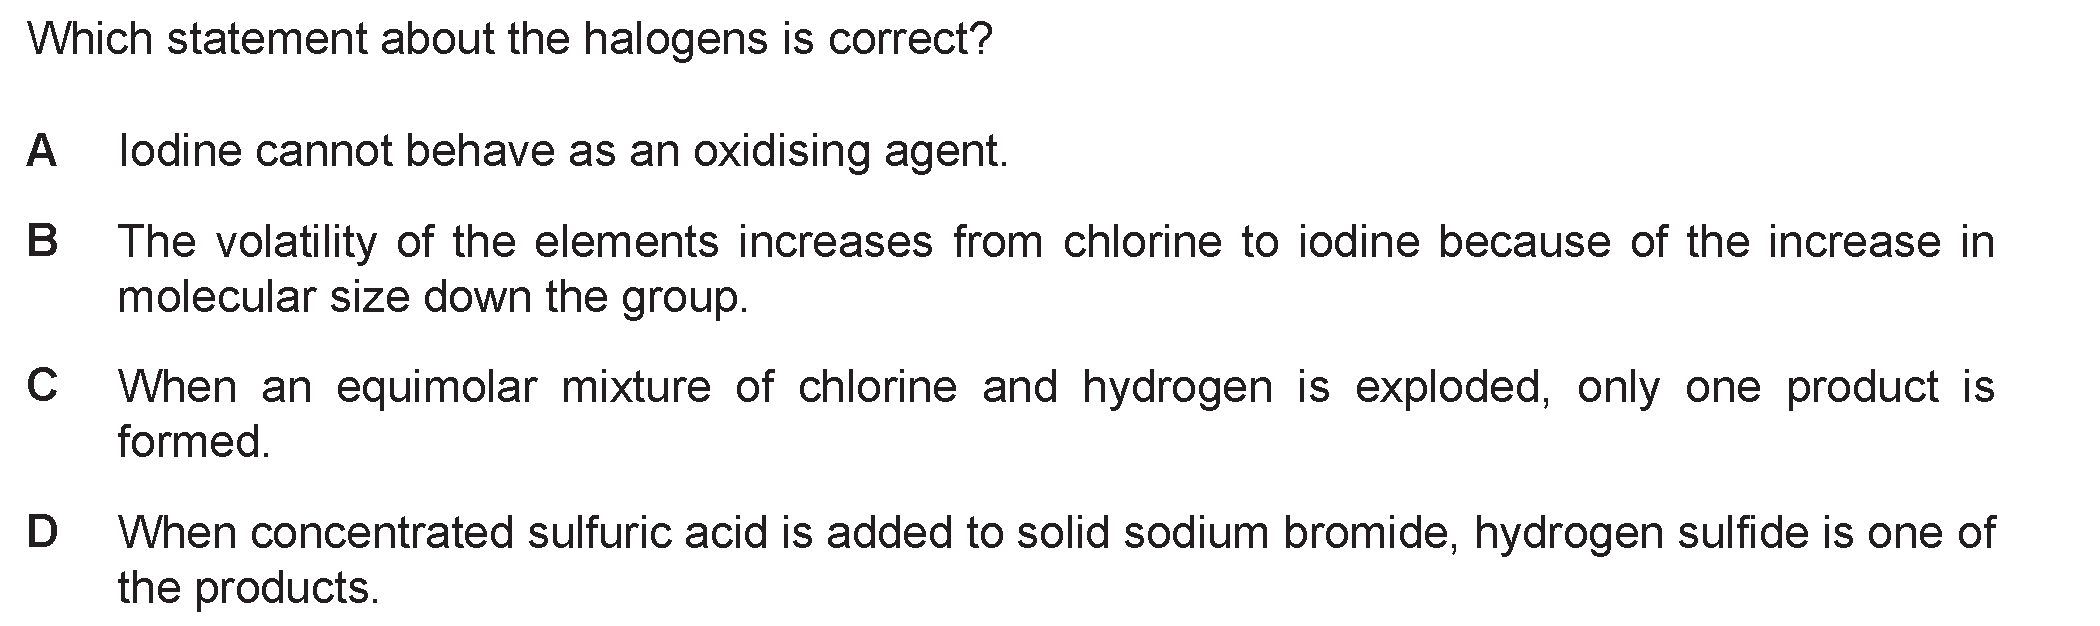 Which statement about the halogens is correct?
A Iodine cannot behave as an oxidising agent.
B The volatility of the elements increases from chlorine to iodine because of the increase in
molecular size down the group.
C When an equimolar mixture of chlorine and hydrogen is exploded, only one product is
formed.
D When concentrated sulfuric acid is added to solid sodium bromide, hydrogen sulfide is one of
the products.